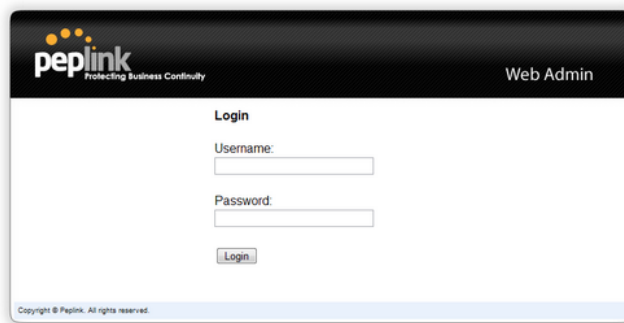 peplink
Protecting Business Continuity
Web Admin
Login
Username:
Password:
Login
Copyright © Peplink. All rights reserved.